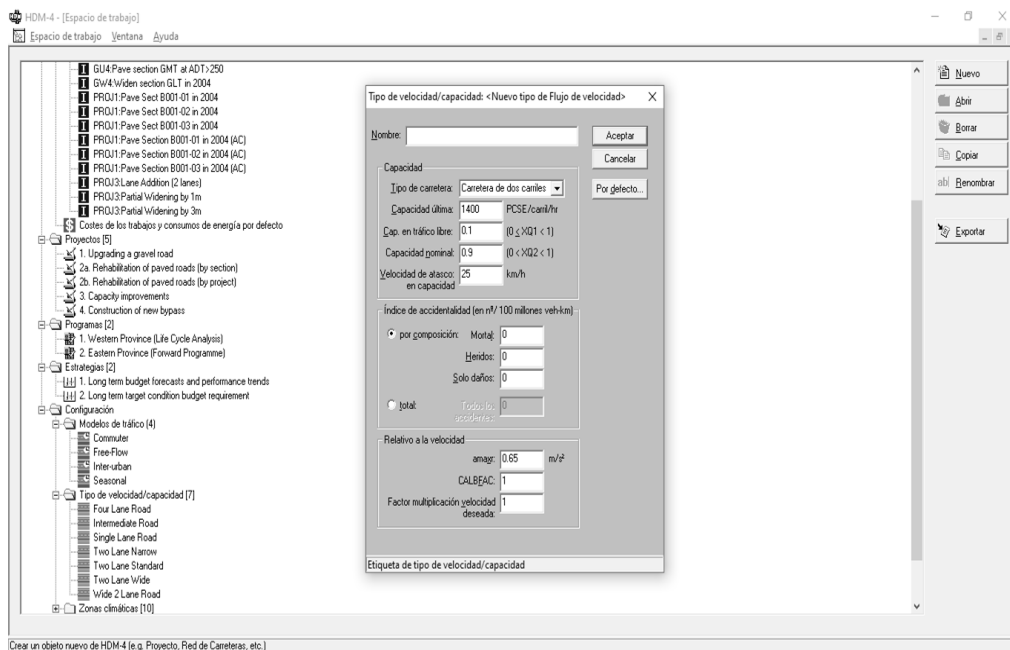 HDM-4 - [Espacio de trabajo]
Espacio de trabajo Ventana Ayuda
GU4:Pave section GMT at ADT>250
GW4:Widen section GLT in 2004
PROJ1:Pave Sect B001-01 in 2004
PROJ1:Pave Sect B001-02 in 2004
PROJ1:Pave Sect B001-03 in 2004
PROJ1:Pave Section B001-01 in 2004 (AC)
PROJ1:Pave Section B001-02 in 2004 (AC)
PROJ1:Pave Section B001-03 in 2004 (AC)
PROJ3:Lane Addition (2 lanes)
PROJ3:Partial Widening by 1m
PROJ3:Partial Widening by 3m
Costes de los trabajos y consumos de energía por defecto
Proyectos [5]
1. Upgrading a gravel road
2a. Rehabilitation of paved roads (by section)
2b. Rehabilitation of paved roads (by project)
3. Capacity improvements
4. Construction of new bypass
Programas [2]
1. Western Province (Life Cycle Analysis)
2. Eastern Province (Forward Programme)
Estrategias [2]
1. Long term budget forecasts and performance trends
2. Long term target condition budget requirement
Configuración
Modelos de tráfico (4)
Commuter
Free-Flow
Inter-urban
Seasonal
Tipo de velocidad/capacidad [7]
Four Lane Road
Intermediate Road
Single Lane Road
Two Lane Narrow
Two Lane Standard
Two Lane Wide
Wide 2 Lane Road
Zonas climáticas [10]
Tipo de velocidad/capacidad: <Nuevo tipo de Flujo de velocidad>
Nombre:
Aceptar
Cancelar
Por defecto...
Capacidad
Tipo de carretera: Carretera de dos carriles
Capacidad última: 1400 PCSE/carril/hr
Cap. en tráfico libre: 0.1 (0 ≤ XQ1 < 1)
Capacidad nominal: 0.9 (0 < XQ2 < 1)
Velocidad de atasco: 25 km/h
en capacidad
Índice de accidentalidad (en nº/ 100 millones veh-km)
por composición: Mortal: 0
Heridos: 0
Solo daños: 0
total: Todos los 0
accidentes:
Relativo a la velocidad
amaxr: 0.65 m/s²
CALBFAC: 1
Factor multiplicación velocidad 1
deseada:
Etiqueta de tipo de velocidad/capacidad
Nuevo
Abrir
Borrar
Copiar
abI Renombrar
Exportar
Crear un objeto nuevo de HDM-4 (e.g. Proyecto, Red de Carreteras, etc.)